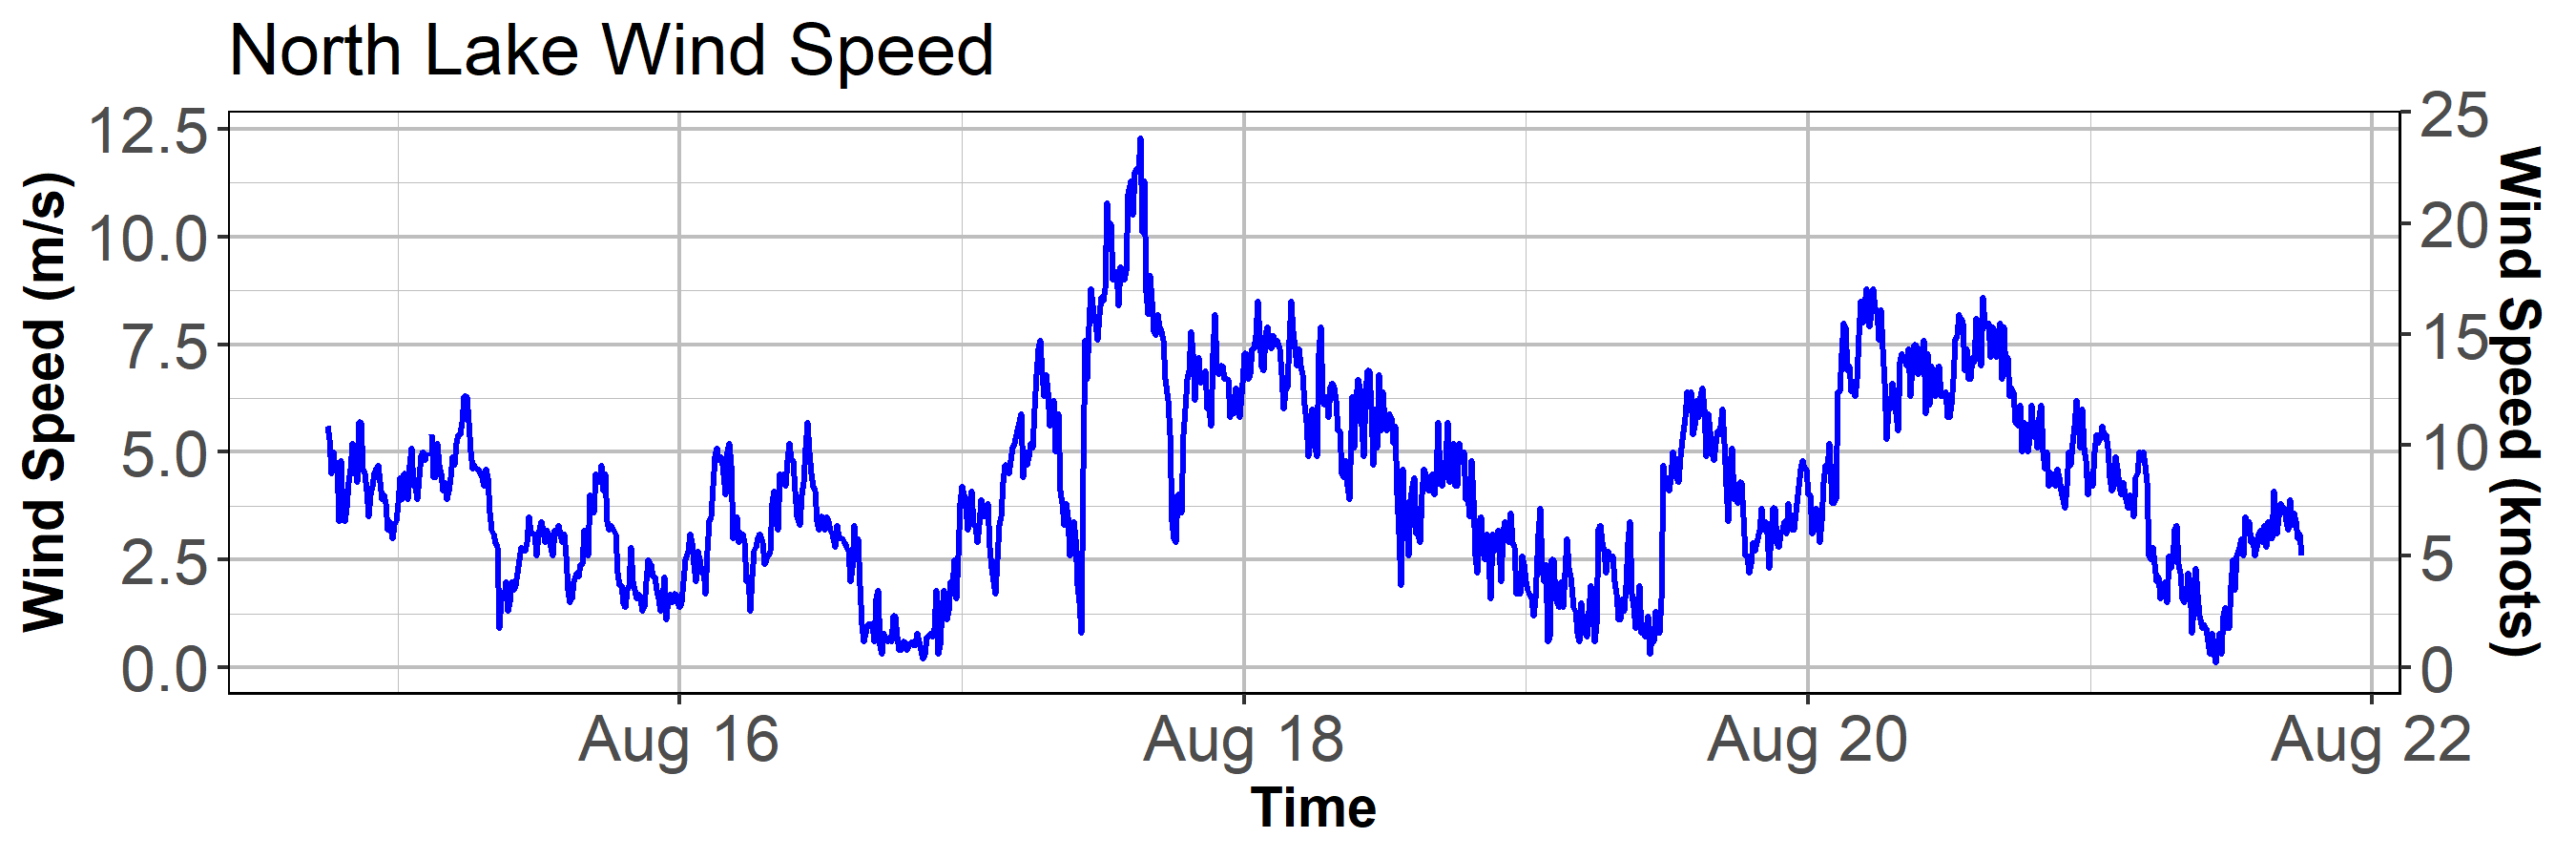 North Lake Wind Speed
Wind Speed (m/s)
12.5
10.0
7.5
5.0
2.5
0.0
25
20
15
10
5
0
Wind Speed (knots)
Aug 16
Aug 18
Aug 20
Aug 22
Time